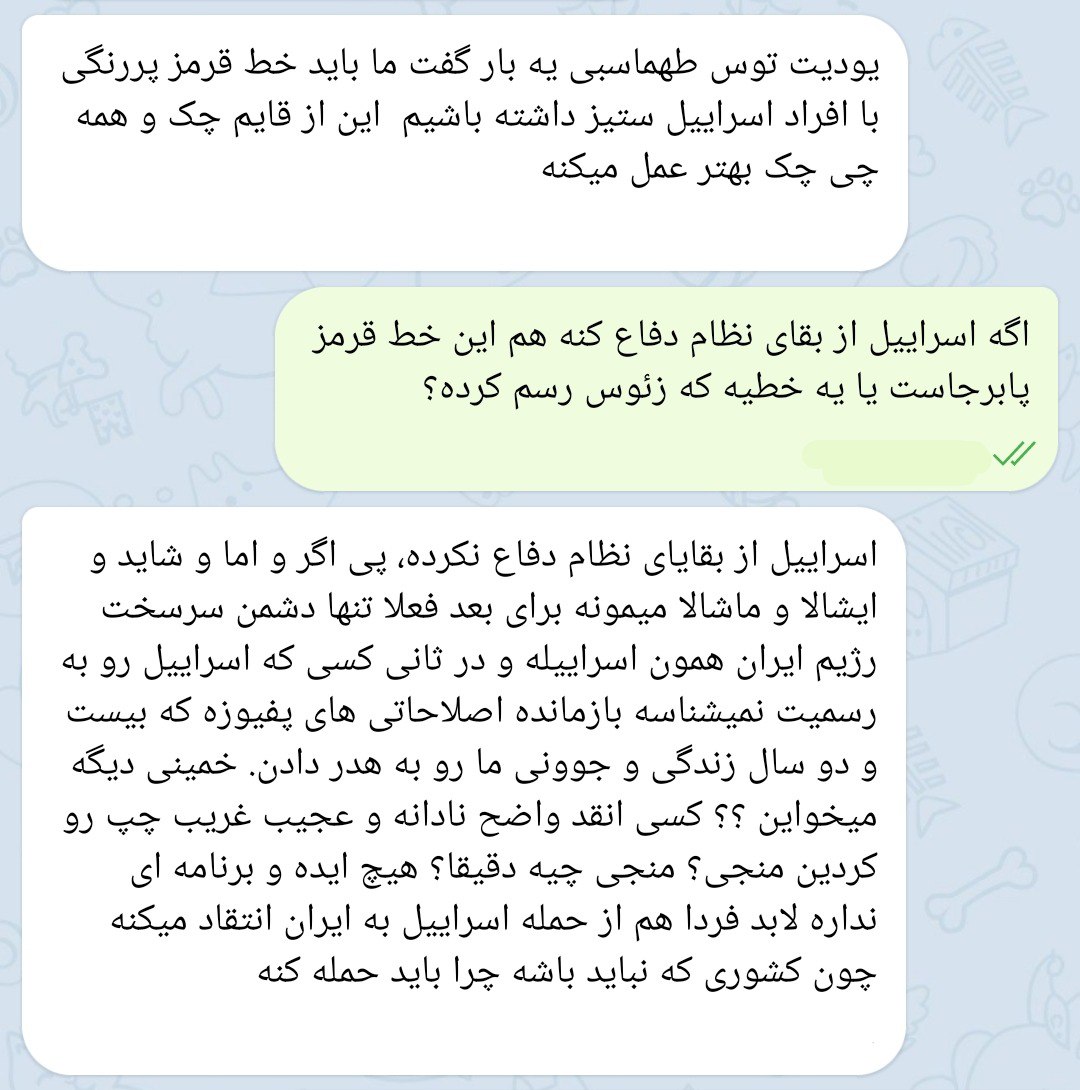 یودیت توس طهماسبی یه بار گفت ما باید خط قرمز پررنگی
با افراد اسراییل ستیز داشته باشیم  این از قایم چک و همه
چی چک بهتر عمل میکنه
اگه اسراییل از بقای نظام دفاع کنه هم این خط قرمز
پابرجاست یا یه خطیه که زئوس رسم کرده؟
اسراییل از بقایای نظام دفاع نکرده، پی اگر و اما و شاید و
ایشالا و ماشالا میمونه برای بعد فعلا تنها دشمن سرسخت
رژیم ایران همون اسراییله و در ثانی کسی که اسراییل رو به
رسمیت نمیشناسه بازمانده اصلاحاتی های پفیوزه که بیست
و دو سال زندگی و جوونی ما رو به هدر دادن. خمینی دیگه
میخواین ؟؟ کسی انقد واضح نادانه و عجیب غریب چپ رو
کردین منجی؟ منجی چیه دقیقا؟ هیچ ایده و برنامه ای
نداره لابد فردا هم از حمله اسراییل به ایران انتقاد میکنه
چون کشوری که نباید باشه چرا باید حمله کنه